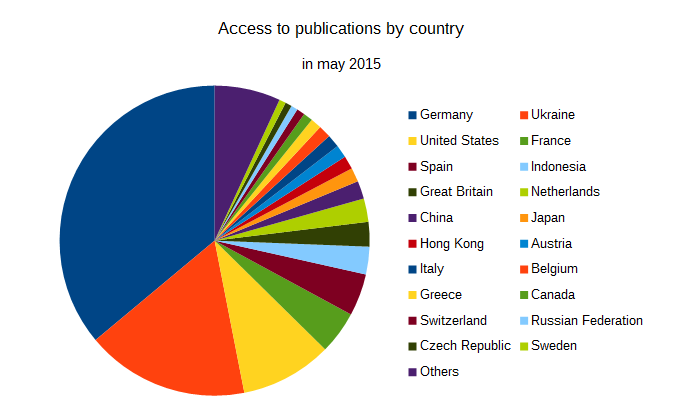 Access to publications by country
in may 2015
Germany Ukraine
United States France
Spain Indonesia
Great Britain Netherlands
China Japan
Hong Kong Austria
Italy Belgium
Greece Canada
Switzerland Russian Federation
Czech Republic Sweden
Others